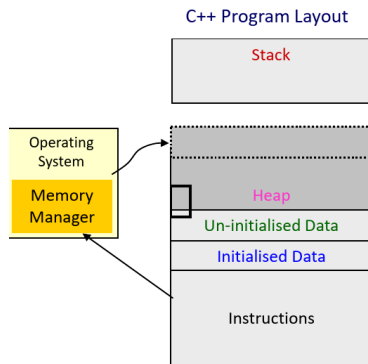 C++ Program Layout
Stack
Operating
System
Memory
Manager
Heap
Un-initialised Data
Initialised Data
Instructions